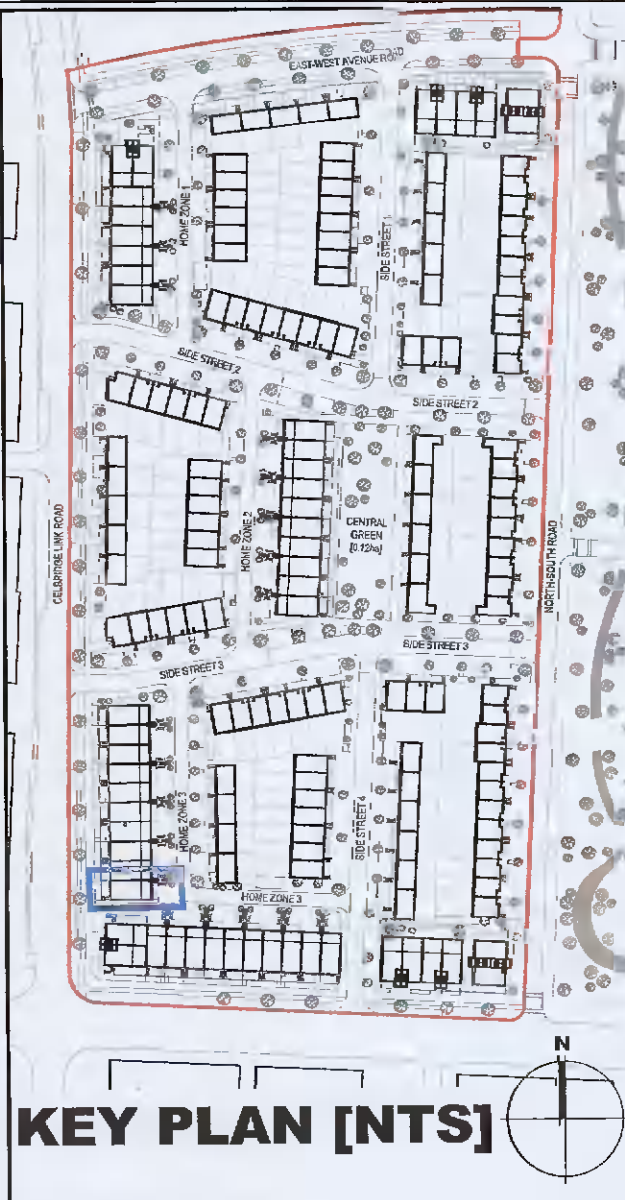 EAST-WEST AVENUE ROAD
HOME ZONE 1
SIDE STREET 1
SIDE STREET 2
SIDE STREET 2
CELBRIDGE LINK ROAD
HOME ZONE 2
CENTRAL
GREEN
[0.12ha]
NORTH-SOUTH ROAD
SIDE STREET 3
SIDE STREET 3
HOME ZONE
SIDE STREET 4
HOME ZONE 3
N
KEY PLAN [NTS]